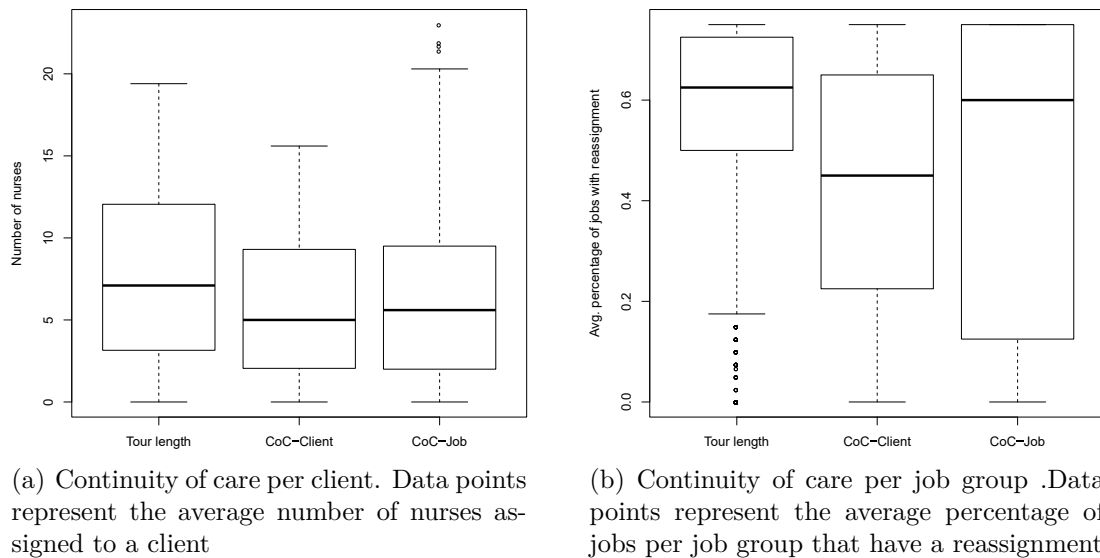 Number of nurses
20
15
10
5
0
Tour length
CoC−Client
CoC−Job
(a) Continuity of care per client. Data points
represent the average number of nurses as-
signed to a client
Avg. percentage of jobs with reassignment
0.6
0.4
0.2
0.0
Tour length
CoC−Client
CoC−Job
(b) Continuity of care per job group .Data
points represent the average percentage of
jobs per job group that have a reassignment